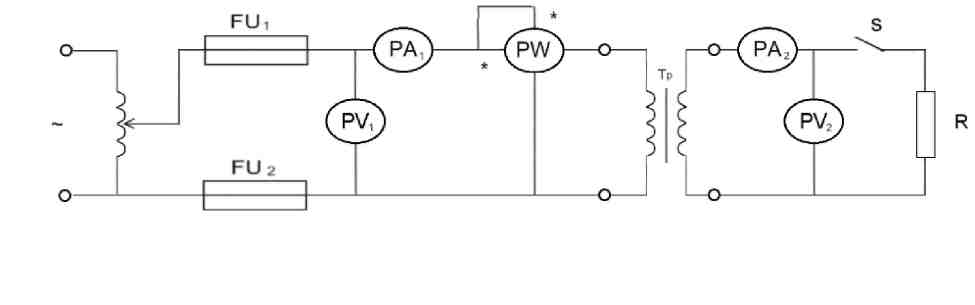 FU₁
S
*
PA₁
PW
PA₂
*
Tp
~
PV₁
PV₂
R
FU₂